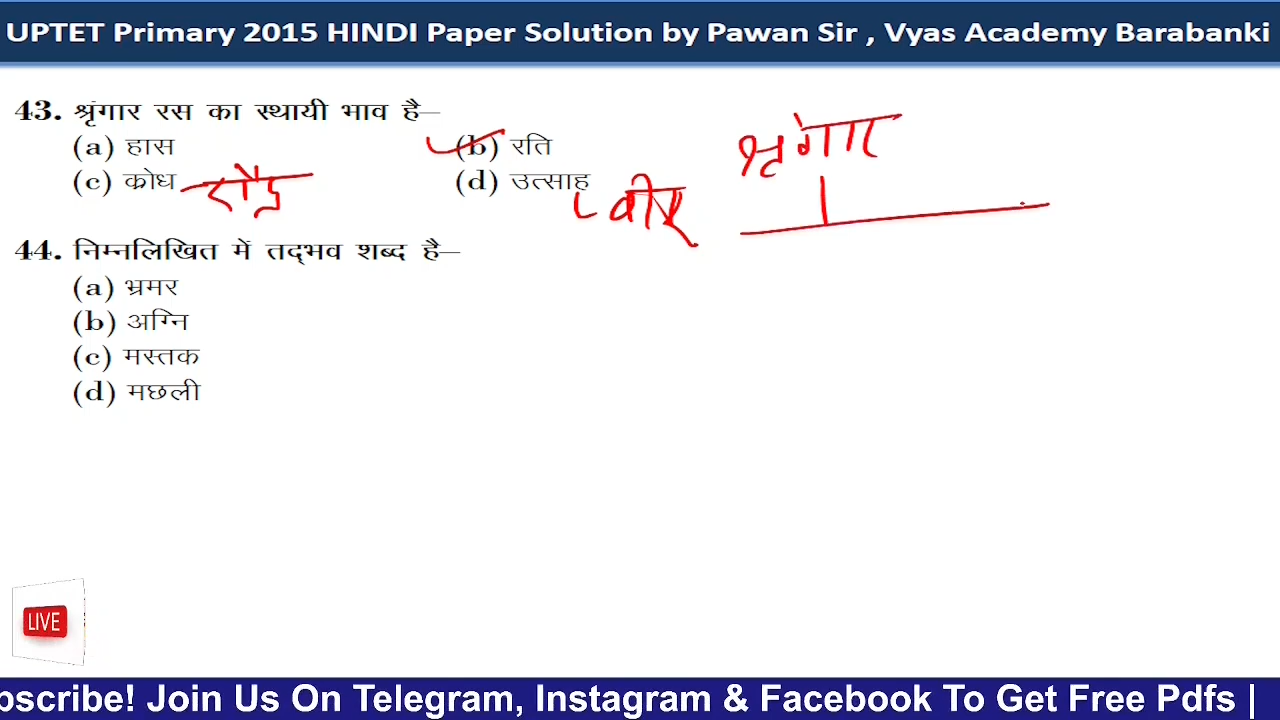 UPTET Primary 2015 HINDI Paper Solution by Pawan Sir , Vyas Academy Barabanki
43. श्रृंगार रस का स्थायी भाव है–
(a) हास (b) रति
(c) क्रोध रौद्र (d) उत्साह वीर
श्रृंगार
44. निम्नलिखित में तद्भव शब्द है–
(a) भ्रमर
(b) अग्नि
(c) मस्तक
(d) मछली
LIVE
bscribe! Join Us On Telegram, Instagram & Facebook To Get Free Pdfs |